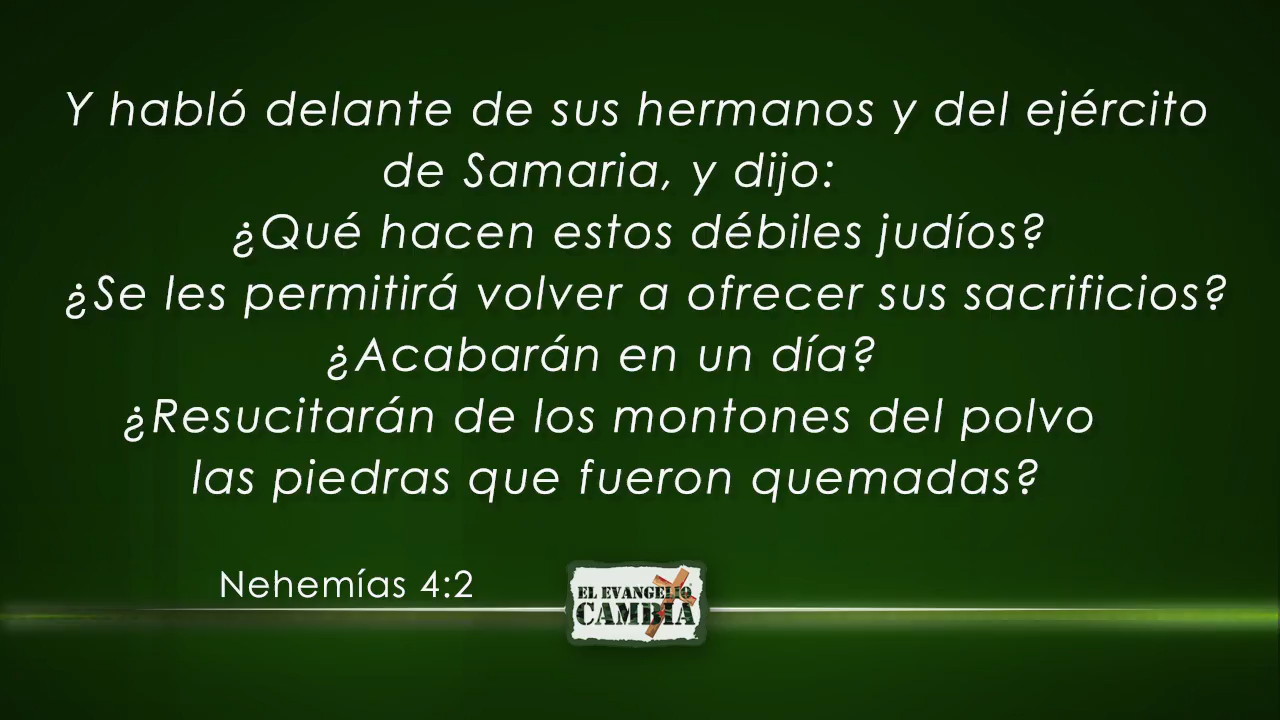 Y habló delante de sus hermanos y del ejército
de Samaria, y dijo:
¿Qué hacen estos débiles judíos?
¿Se les permitirá volver a ofrecer sus sacrificios?
¿Acabarán en un día?
¿Resucitarán de los montones del polvo
las piedras que fueron quemadas?
Nehemías 4:2
EL EVANGELIO
CAMBIA